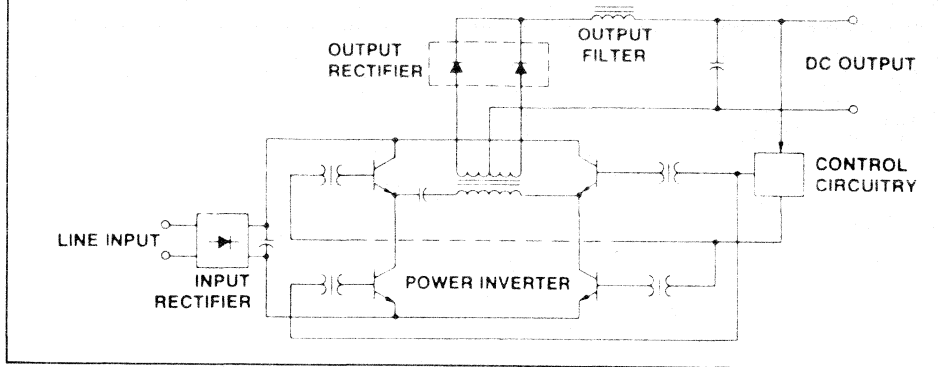 OUTPUT
RECTIFIER
OUTPUT
FILTER
DC OUTPUT
CONTROL
CIRCUITRY
LINE INPUT
INPUT
RECTIFIER
POWER INVERTER